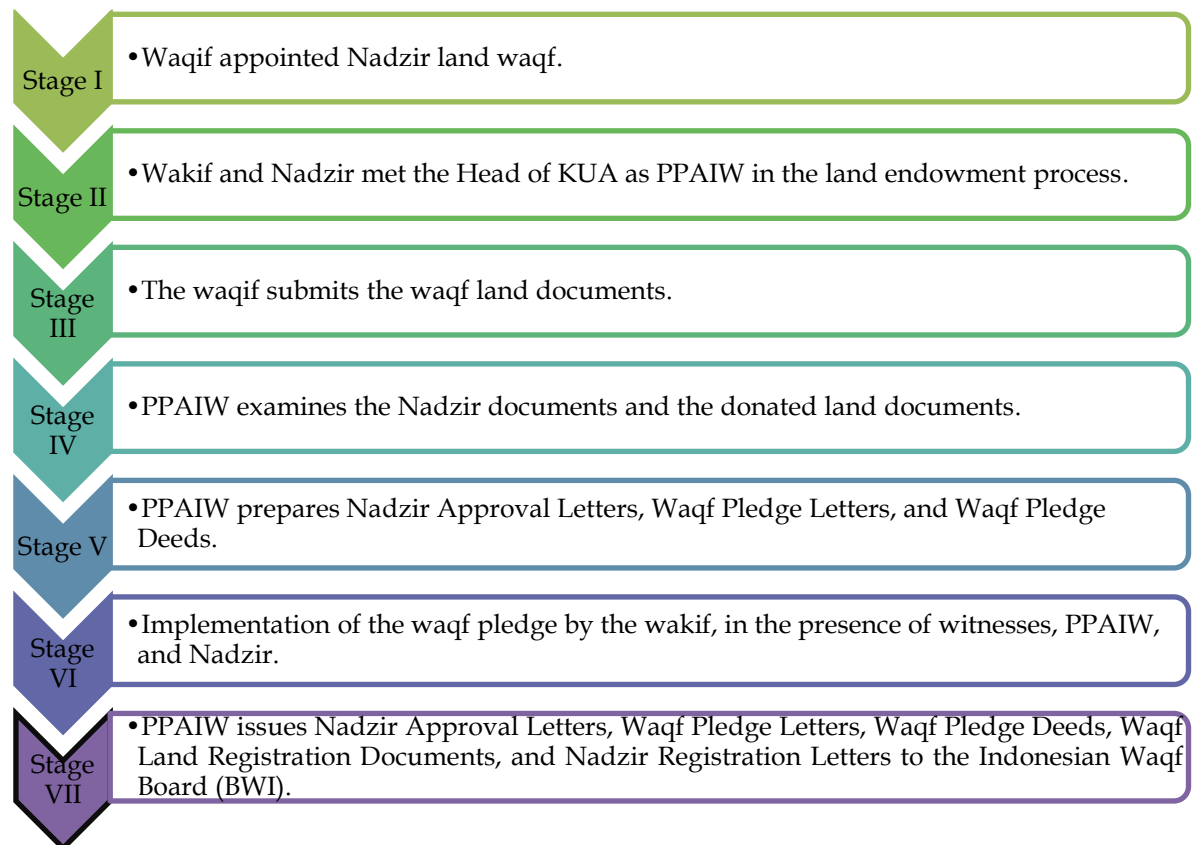 Stage I
•Waqif appointed Nadzir land waqf.
Stage II
•Wakif and Nadzir met the Head of KUA as PPAIW in the land endowment process.
Stage
III
•The waqif submits the waqf land documents.
Stage
IV
•PPAIW examines the Nadzir documents and the donated land documents.
Stage V
•PPAIW prepares Nadzir Approval Letters, Waqf Pledge Letters, and Waqf Pledge
Deeds.
Stage
VI
•Implementation of the waqf pledge by the wakif, in the presence of witnesses, PPAIW,
and Nadzir.
Stage
VII
•PPAIW issues Nadzir Approval Letters, Waqf Pledge Letters, Waqf Pledge Deeds, Waqf
Land Registration Documents, and Nadzir Registration Letters to the Indonesian Waqf
Board (BWI).